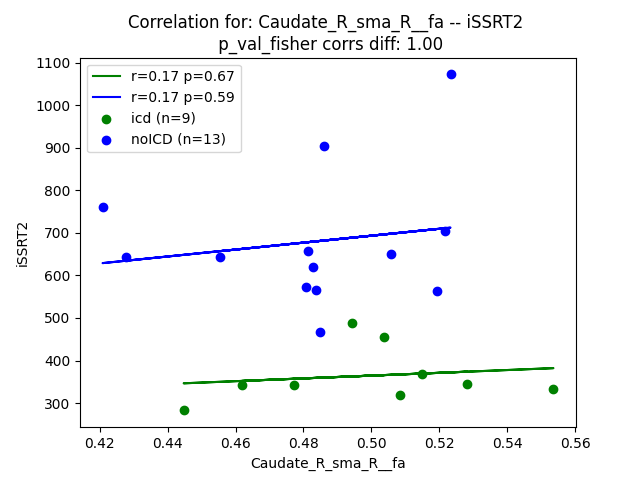 Correlation for: Caudate_R_sma_R__fa -- iSSRT2
p_val_fisher corrs diff: 1.00
r=0.17 p=0.67
r=0.17 p=0.59
icd (n=9)
noICD (n=13)
1100
1000
900
800
700
600
500
400
300
iSSRT2
0.42 0.44 0.46 0.48 0.50 0.52 0.54 0.56
Caudate_R_sma_R__fa